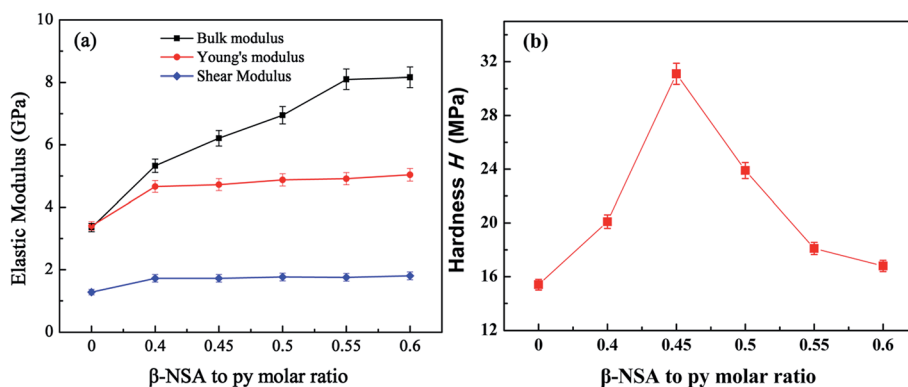 (a)
Bulk modulus
Young's modulus
Shear Modulus
Elastic Modulus (GPa)
10
8
6
4
2
0
0 0.4 0.45 0.5 0.55 0.6
β-NSA to py molar ratio
(b)
Hardness H (MPa)
36
32
28
24
20
16
12
0 0.4 0.45 0.5 0.55 0.6
β-NSA to py molar ratio